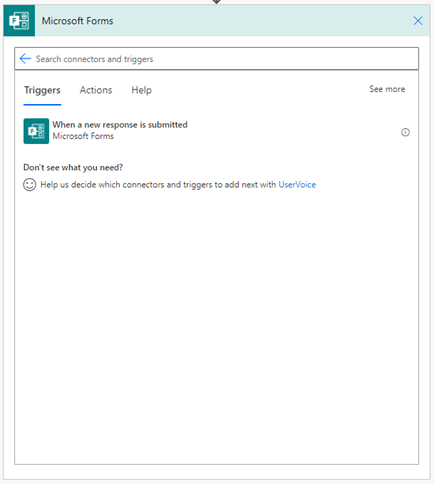 Microsoft Forms
Search connectors and triggers
Triggers Actions Help See more
When a new response is submitted
Microsoft Forms
Don't see what you need?
Help us decide which connectors and triggers to add next with UserVoice